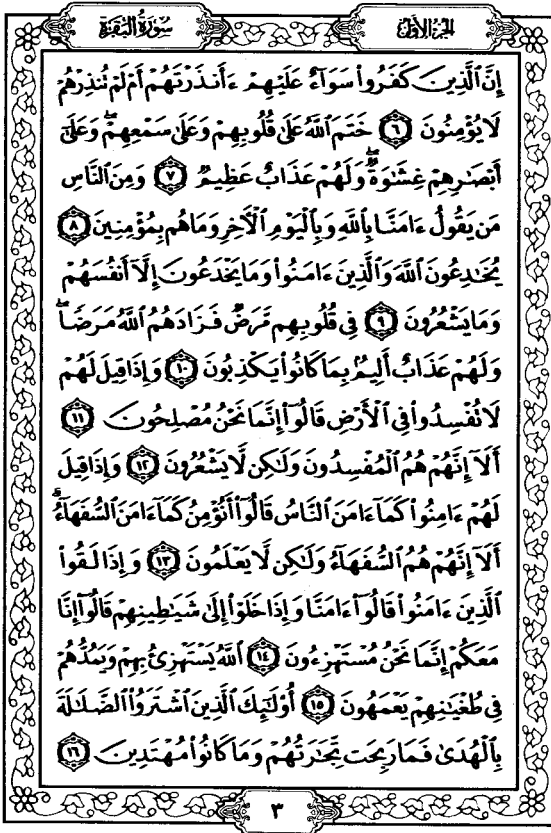 سُورَةُ البَقَرَةِ
الجُزْءُ الأَوَّلُ
إِنَّ ٱلَّذِينَ كَفَرُوا۟ سَوَآءٌ عَلَيْهِمْ ءَأَنذَرْتَهُمْ أَمْ لَمْ تُنذِرْهُمْ
لَا يُؤْمِنُونَ ٦ خَتَمَ ٱللَّهُ عَلَىٰ قُلُوبِهِمْ وَعَلَىٰ سَمْعِهِمْ ۖ وَعَلَىٰٓ
أَبْصَٰرِهِمْ غِشَٰوَةٌ ۖ وَلَهُمْ عَذَابٌ عَظِيمٌ ٧ وَمِنَ ٱلنَّاسِ
مَن يَقُولُ ءَامَنَّا بِٱللَّهِ وَبِٱلْيَوْمِ ٱلْءَاخِرِ وَمَا هُم بِمُؤْمِنِينَ ٨
يُخَٰدِعُونَ ٱللَّهَ وَٱلَّذِينَ ءَامَنُوا۟ وَمَا يَخْدَعُونَ إِلَّآ أَنفُسَهُمْ
وَمَا يَشْعُرُونَ ٩ فِى قُلُوبِهِم مَّرَضٌ فَزَادَهُمُ ٱللَّهُ مَرَضًا ۖ
وَلَهُمْ عَذَابٌ أَلِيمٌۢ بِمَا كَانُوا۟ يَكْذِبُونَ ١٠ وَإِذَا قِيلَ لَهُمْ
لَا تُفْسِدُوا۟ فِى ٱلْأَرْضِ قَالُوٓا۟ إِنَّمَا نَحْنُ مُصْلِحُونَ ١١
أَلَآ إِنَّهُمْ هُمُ ٱلْمُفْسِدُونَ وَلَٰكِن لَّا يَشْعُرُونَ ١٢ وَإِذَا قِيلَ
لَهُمْ ءَامِنُوا۟ كَمَآ ءَامَنَ ٱلنَّاسُ قَالُوٓا۟ أَنُؤْمِنُ كَمَآ ءَامَنَ ٱلسُّفَهَآءُ ۗ
أَلَآ إِنَّهُمْ هُمُ ٱلسُّفَهَآءُ وَلَٰكِن لَّا يَعْلَمُونَ ١٣ وَإِذَا لَقُوا۟
ٱلَّذِينَ ءَامَنُوا۟ قَالُوٓا۟ ءَامَنَّا وَإِذَا خَلَوْا۟ إِلَىٰ شَيَٰطِينِهِمْ قَالُوٓا۟ إِنَّا
مَعَكُمْ إِنَّمَا نَحْنُ مُسْتَهْزِءُونَ ١٤ ٱللَّهُ يَسْتَهْزِئُ بِهِمْ وَيَمُدُّهُمْ
فِى طُغْيَٰنِهِمْ يَعْمَهُونَ ١٥ أُو۟لَٰٓئِكَ ٱلَّذِينَ ٱشْتَرَوُا۟ ٱلضَّلَٰلَةَ
بِٱلْهُدَىٰ فَمَا رَبِحَت تِّجَٰرَتُهُمْ وَمَا كَانُوا۟ مُهْتَدِينَ ١٦
٣